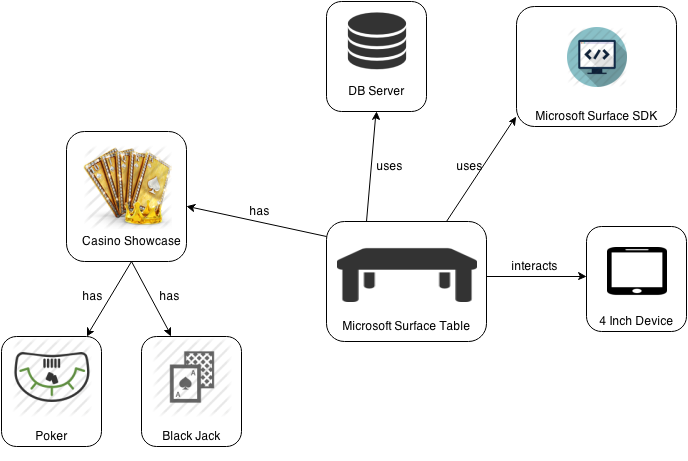 DB Server
Microsoft Surface SDK
uses
uses
Casino Showcase
has
interacts
Microsoft Surface Table
4 Inch Device
has
has
A
A
Poker
Black Jack